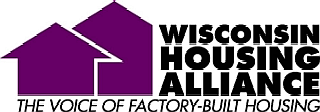 WISCONSIN
HOUSING
ALLIANCE
THE VOICE OF FACTORY-BUILT HOUSING